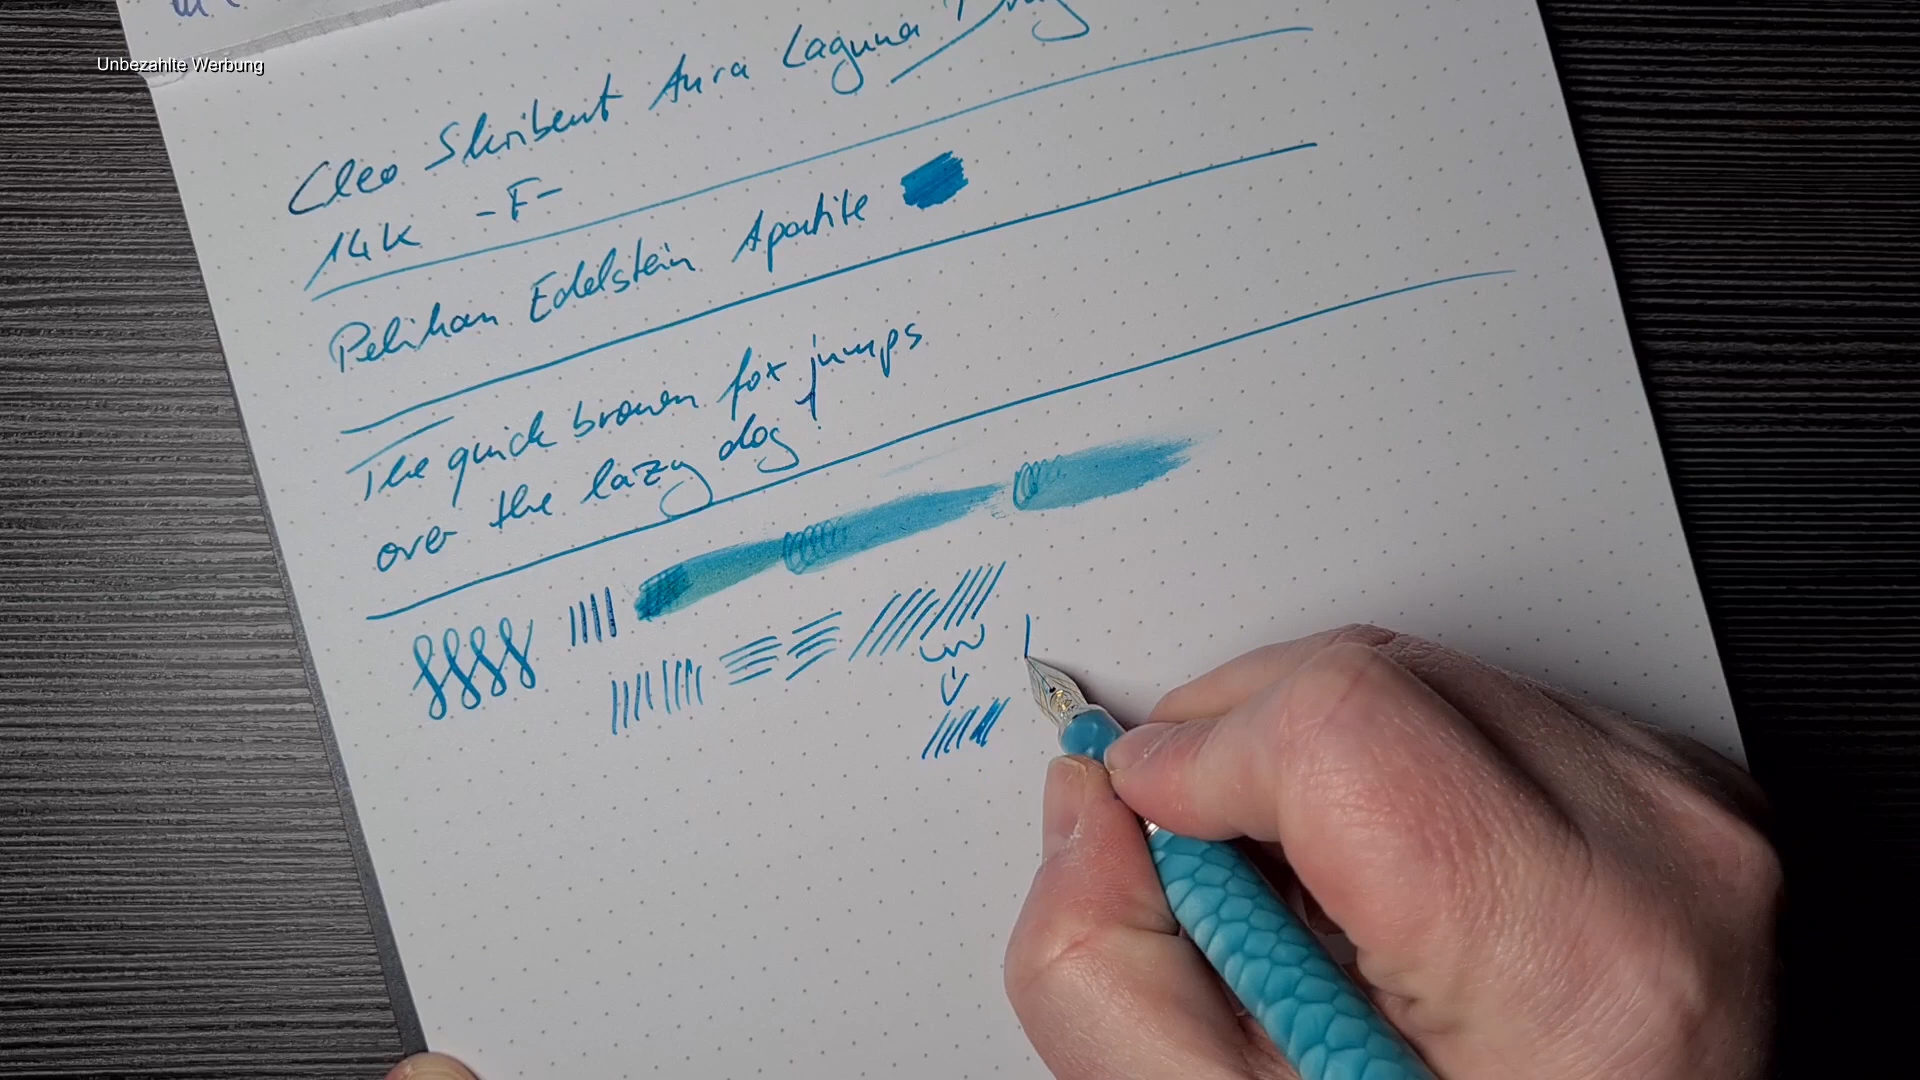 Unbezahlte Werbung
Cleo Skribent Aura Laguna
14K -F-
Pelikan Edelstein Apatite
The quick brown fox jumps
over the lazy dog!